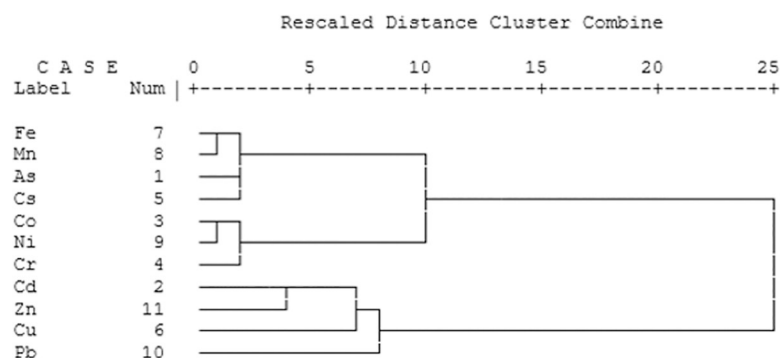 Rescaled Distance Cluster Combine
C A S E 0 5 10 15 20 25
Label Num
Fe 7
Mn 8
As 1
Cs 5
Co 3
Ni 9
Cr 4
Cd 2
Zn 11
Cu 6
Pb 10